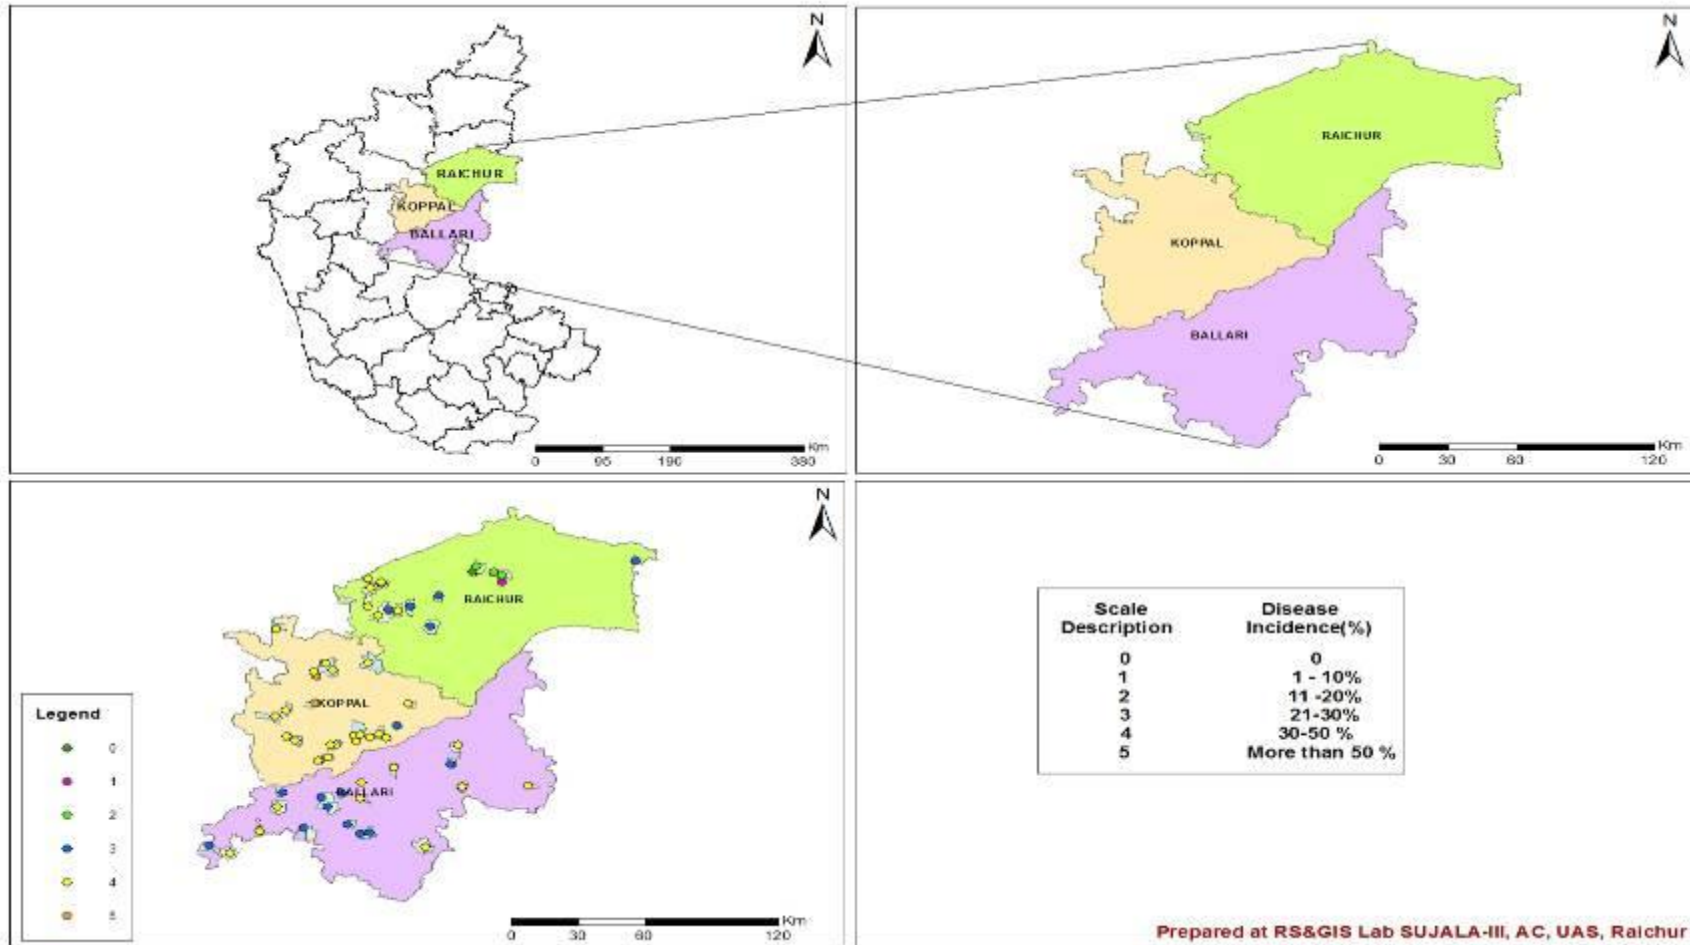 N
RAICHUR
KOPPAL
BALLARI
Km
0 95 190 380
N
RAICHUR
KOPPAL
BALLARI
Km
0 30 60 120
N
RAICHUR
KOPPAL
BALLARI
Legend
0
1
2
3
4
5
Km
0 30 60 120
Scale Disease
Description Incidence(%)
0 0
1 1 - 10%
2 11 -20%
3 21-30%
4 30-50 %
5 More than 50 %
Prepared at RS&GIS Lab SUJALA-III, AC, UAS, Raichur